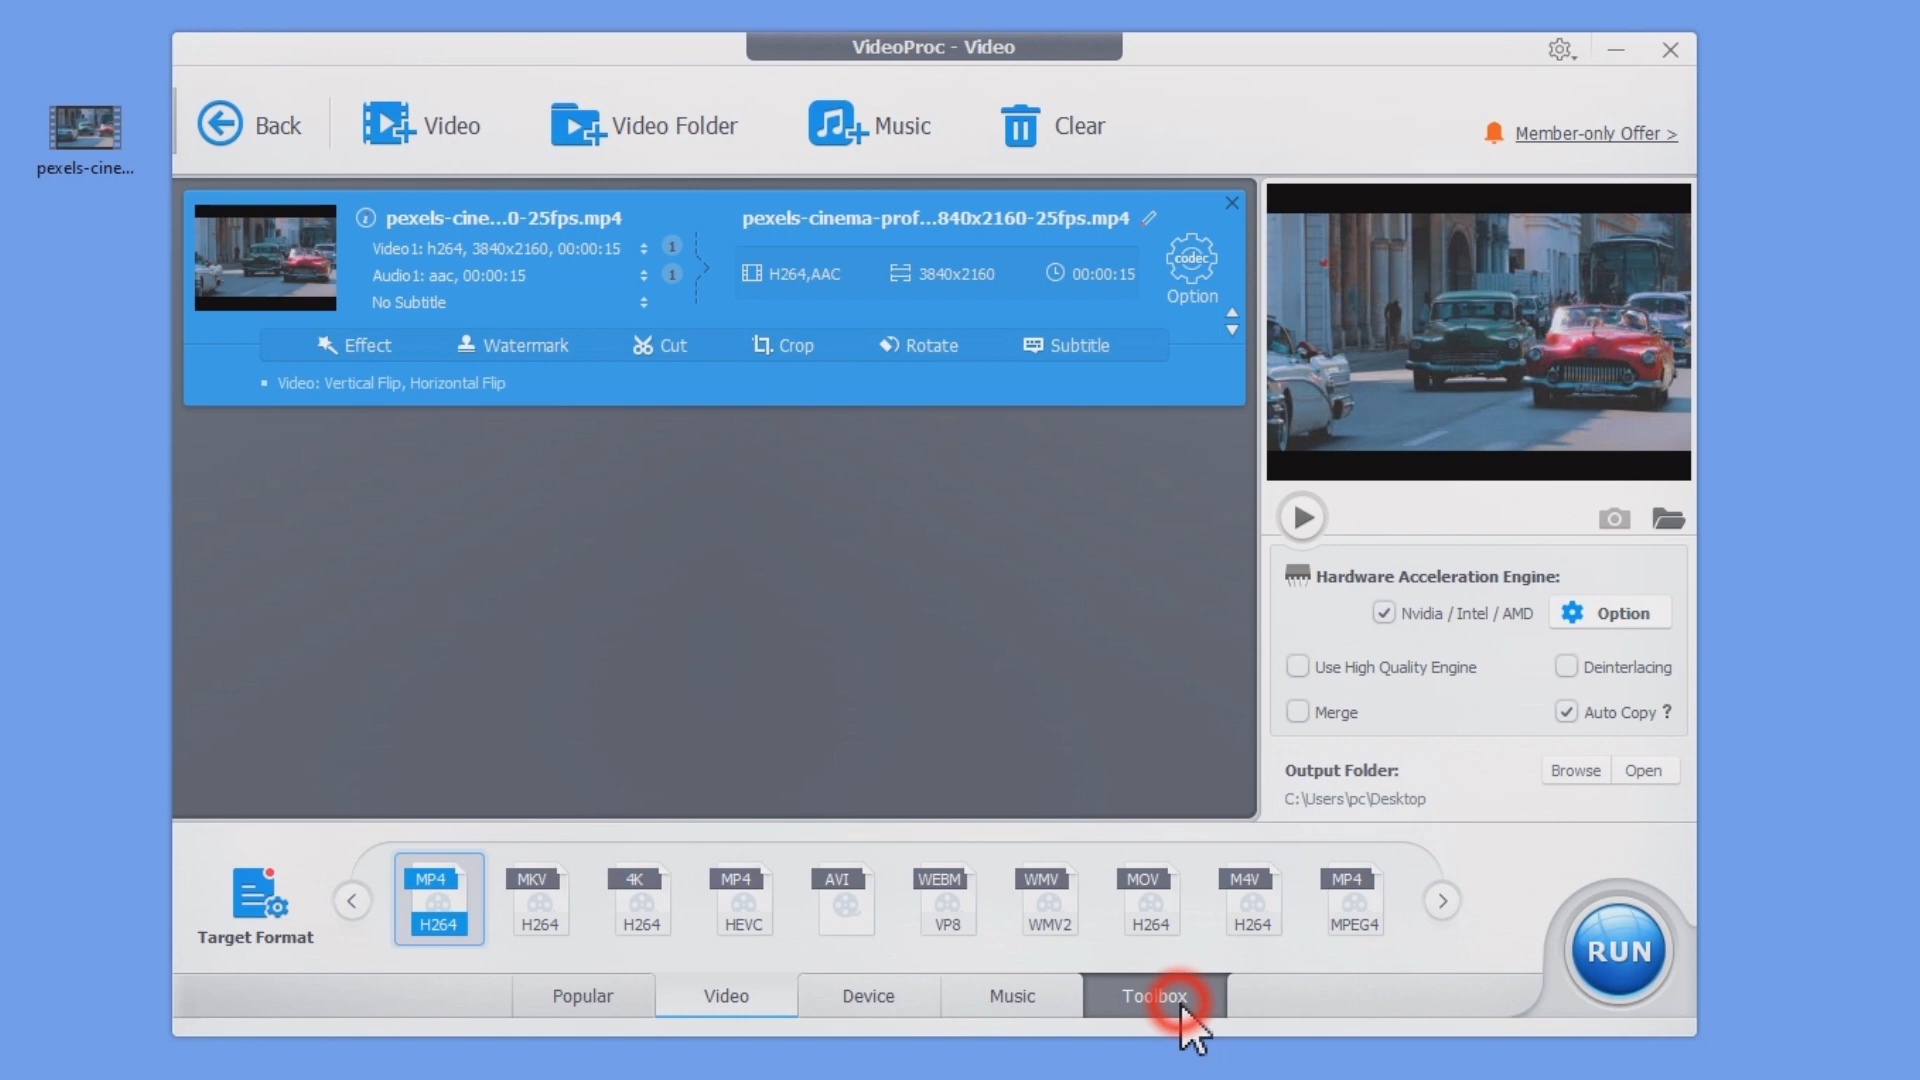 VideoProc - Video
Back
Video
Video Folder
Music
Clear
Member-only Offer >
pexels-cine...
pexels-cine...0-25fps.mp4
Video1: h264, 3840x2160, 00:00:15
1
Audio1: aac, 00:00:15
1
No Subtitle
pexels-cinema-prof...840x2160-25fps.mp4
H264,AAC
3840x2160
00:00:15
codec
Option
Effect
Watermark
Cut
Crop
Rotate
Subtitle
Video: Vertical Flip, Horizontal Flip
Hardware Acceleration Engine:
Nvidia / Intel / AMD
Option
Use High Quality Engine
Deinterlacing
Merge
Auto Copy ?
Output Folder:
Browse
Open
C:\Users\pc\Desktop
Target Format
MP4
H264
MKV
H264
4K
H264
MP4
HEVC
AVI
WEBM
VP8
WMV
WMV2
MOV
H264
M4V
H264
MP4
MPEG4
RUN
Popular
Video
Device
Music
Toolbox